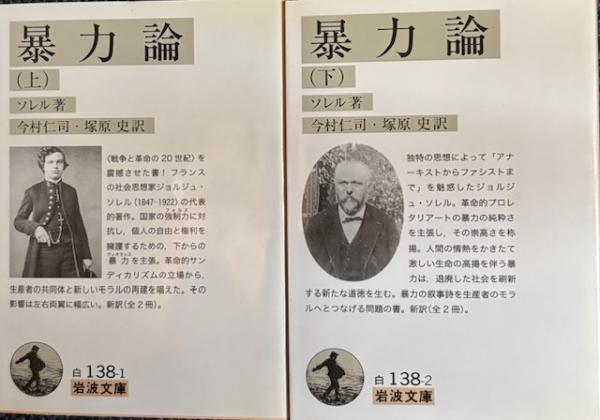 暴力論
(上)
ソレル著
今村仁司・塚原 史訳
〈戦争と革命の20世紀〉を
震撼させた書！フランス
の社会思想家ジョルジュ・
ソレル(1847-1922)の代表
的著作。国家の強制力に対
フォルス
抗し、個人の自由と権利を
擁護するための、下からの
ヴィオランス
暴力を主張。革命的サン
ディカリズムの立場から、
生産者の共同体と新しいモラルの再建を唱えた。その
影響は左右両翼に幅広い。新訳(全2冊)。
白 138-1
岩波文庫
暴力論
(下)
ソレル著
今村仁司・塚原 史訳
独特の思想によって「アナ
ーキストからファシストま
で」を魅惑したジョルジ
ュ・ソレル。革命的プロレ
タリアートの暴力の純粋さ
を主張し、その崇高さを称
揚。人間の情熱をかきたて
激しい生命の高揚を伴う暴
力は、退廃した社会を刷新
する新たな道徳を生む。暴力の叙事詩を生産者のモラ
ルへとつなげる問題の書。新訳(全2冊)。
白 138-2
岩波文庫